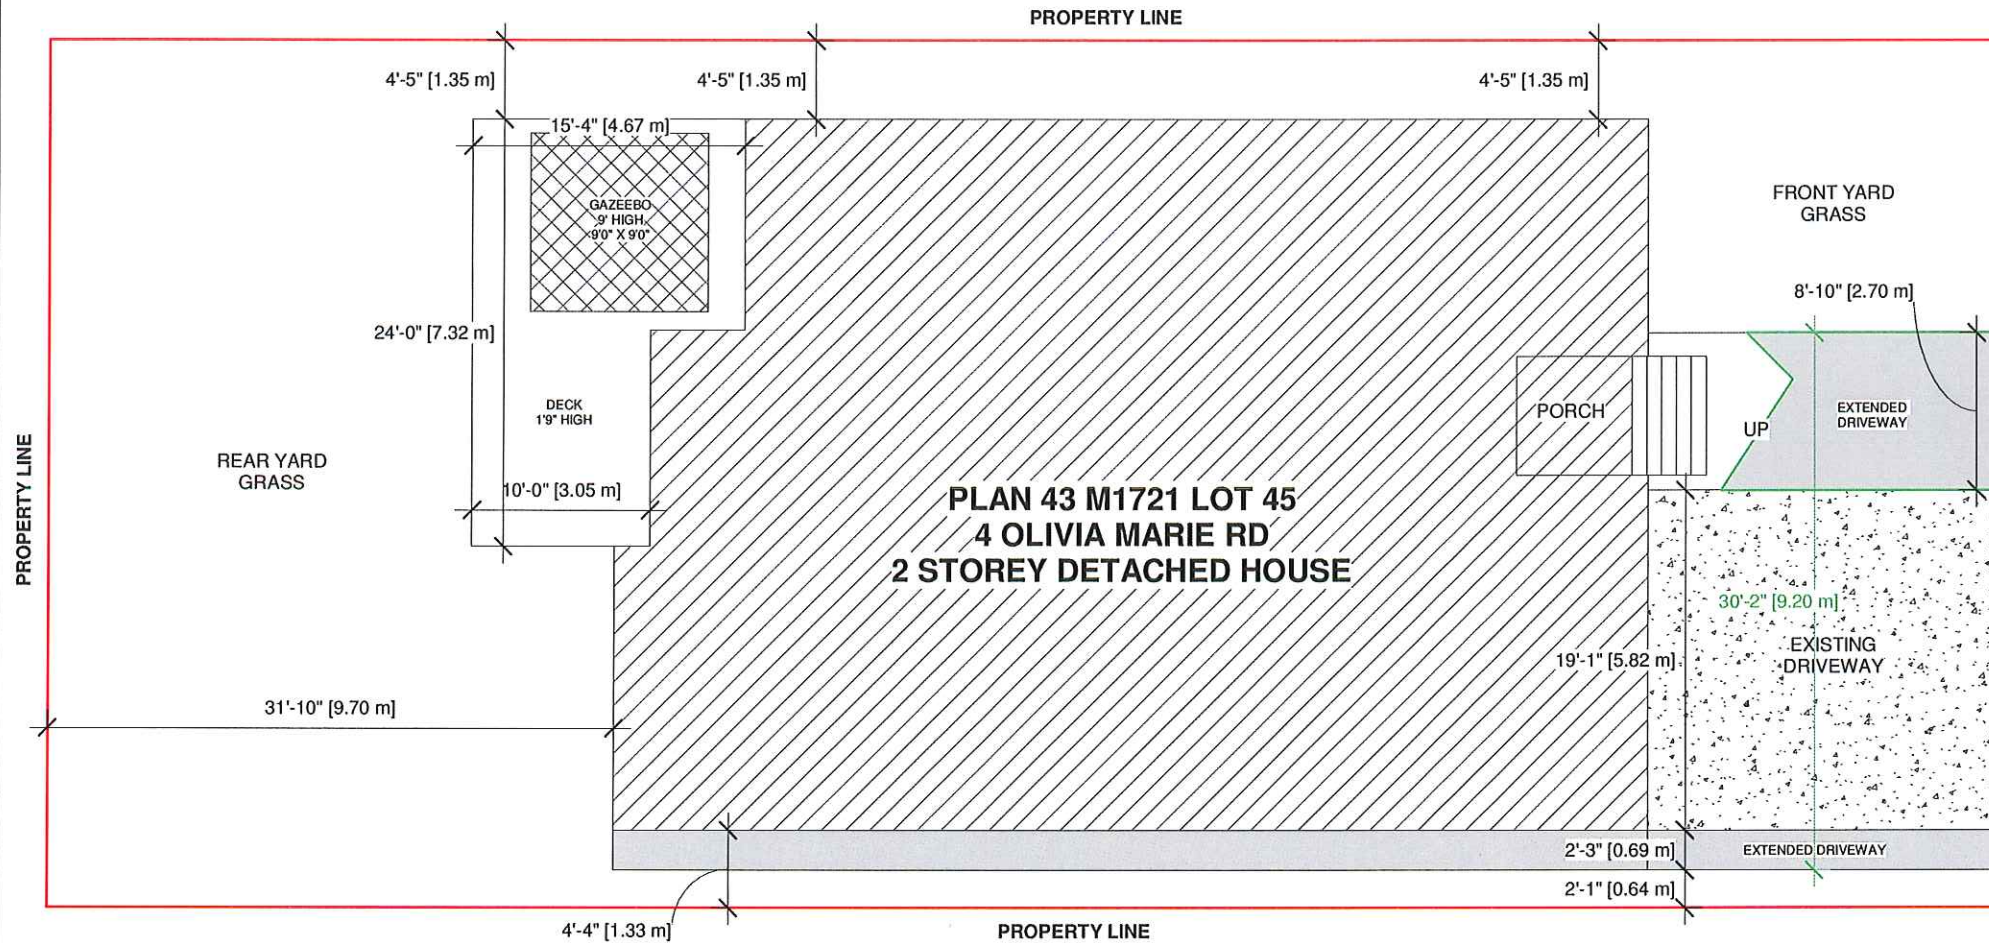 PROPERTY LINE
4'-5" [1.35 m]
4'-5" [1.35 m]
4'-5" [1.35 m]
15'-4" [4.67 m]
GAZEEBO
9' HIGH
9'0" X 9'0"
FRONT YARD
GRASS
8'-10" [2.70 m]
24'-0" [7.32 m]
DECK
1'9" HIGH
PORCH
UP
EXTENDED
DRIVEWAY
PROPERTY LINE
REAR YARD
GRASS
10'-0" [3.05 m]
PLAN 43 M1721 LOT 45
4 OLIVIA MARIE RD
2 STOREY DETACHED HOUSE
30'-2" [9.20 m]
EXISTING
DRIVEWAY
19'-1" [5.82 m]
31'-10" [9.70 m]
2'-3" [0.69 m]
EXTENDED DRIVEWAY
2'-1" [0.64 m]
4'-4" [1.33 m]
PROPERTY LINE